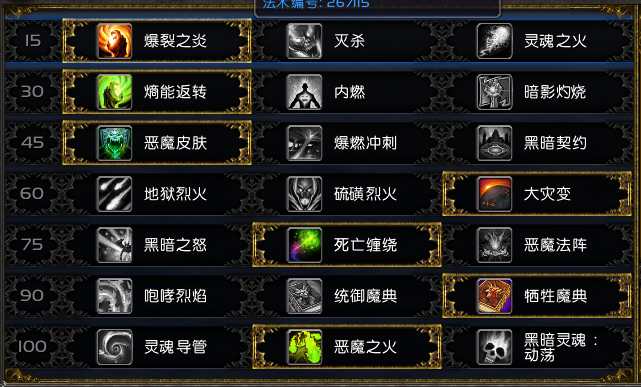 法术编号: 26715
15 爆裂之炎 灭杀 灵魂之火
30 熵能返转 内燃 暗影灼烧
45 恶魔皮肤 爆燃冲刺 黑暗契约
60 地狱烈火 硫磺烈火 大灾变
75 黑暗之怒 死亡缠绕 恶魔法阵
90 咆哮烈焰 统御魔典 牺牲魔典
100 灵魂导管 恶魔之火 黑暗灵魂：
动荡